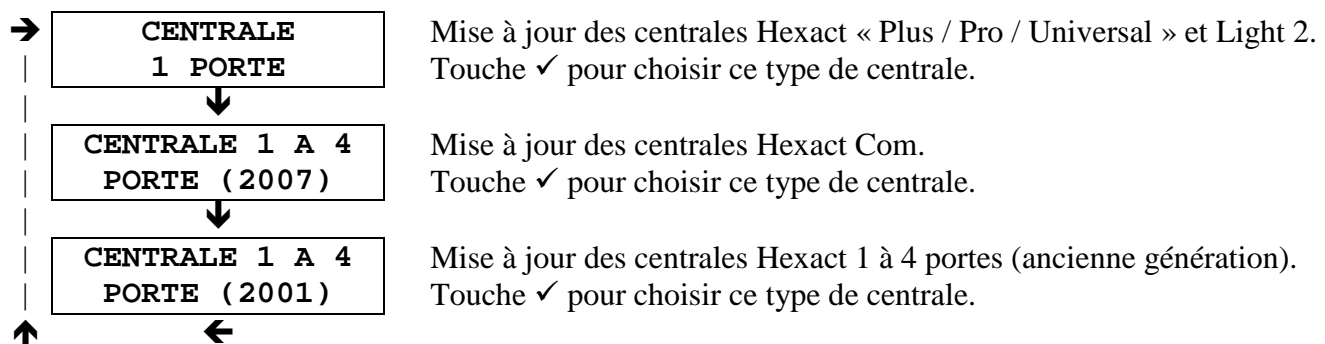 CENTRALE
1 PORTE
Mise à jour des centrales Hexact « Plus / Pro / Universal » et Light 2.
Touche ✓ pour choisir ce type de centrale.
CENTRALE 1 A 4
PORTE (2007)
Mise à jour des centrales Hexact Com.
Touche ✓ pour choisir ce type de centrale.
CENTRALE 1 A 4
PORTE (2001)
Mise à jour des centrales Hexact 1 à 4 portes (ancienne génération).
Touche ✓ pour choisir ce type de centrale.